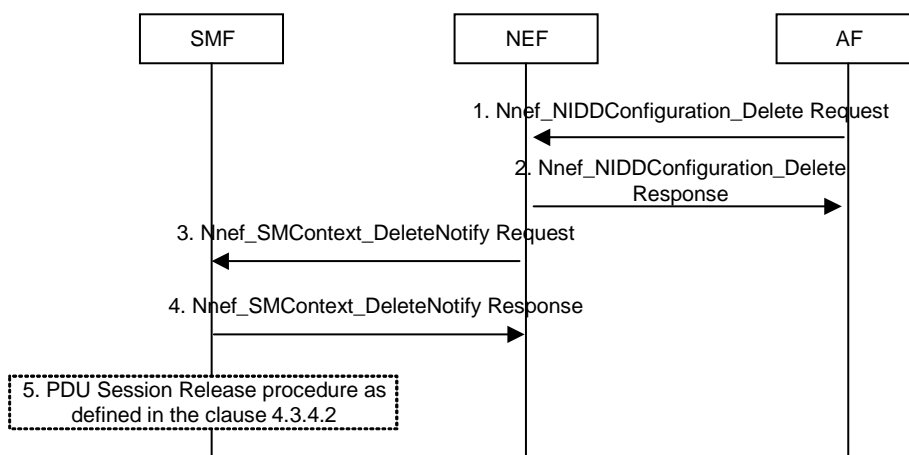 SMF
NEF
AF
1. Nnef_NIDDConfiguration_Delete Request
2. Nnef_NIDDConfiguration_Delete
Response
3. Nnef_SMContext_DeleteNotify Request
4. Nnef_SMContext_DeleteNotify Response
5. PDU Session Release procedure as
defined in the clause 4.3.4.2